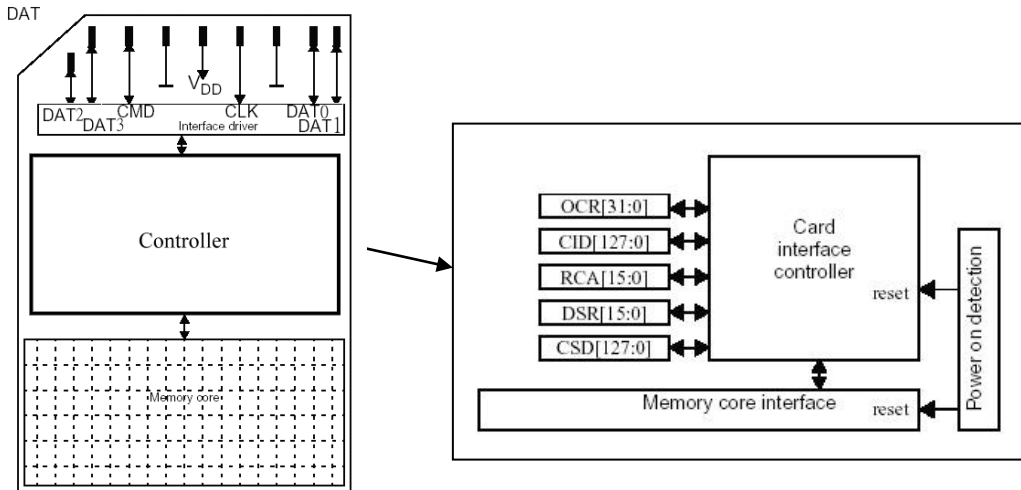 DAT
V_DD
DAT2 CMD CLK DAT0
DAT3 Interface driver DAT1
Controller
Memory core
OCR[31:0]
CID[127:0]
RCA[15:0]
DSR[15:0]
CSD[127:0]
Card
interface
controller
reset
Memory core interface
reset
Power on detection